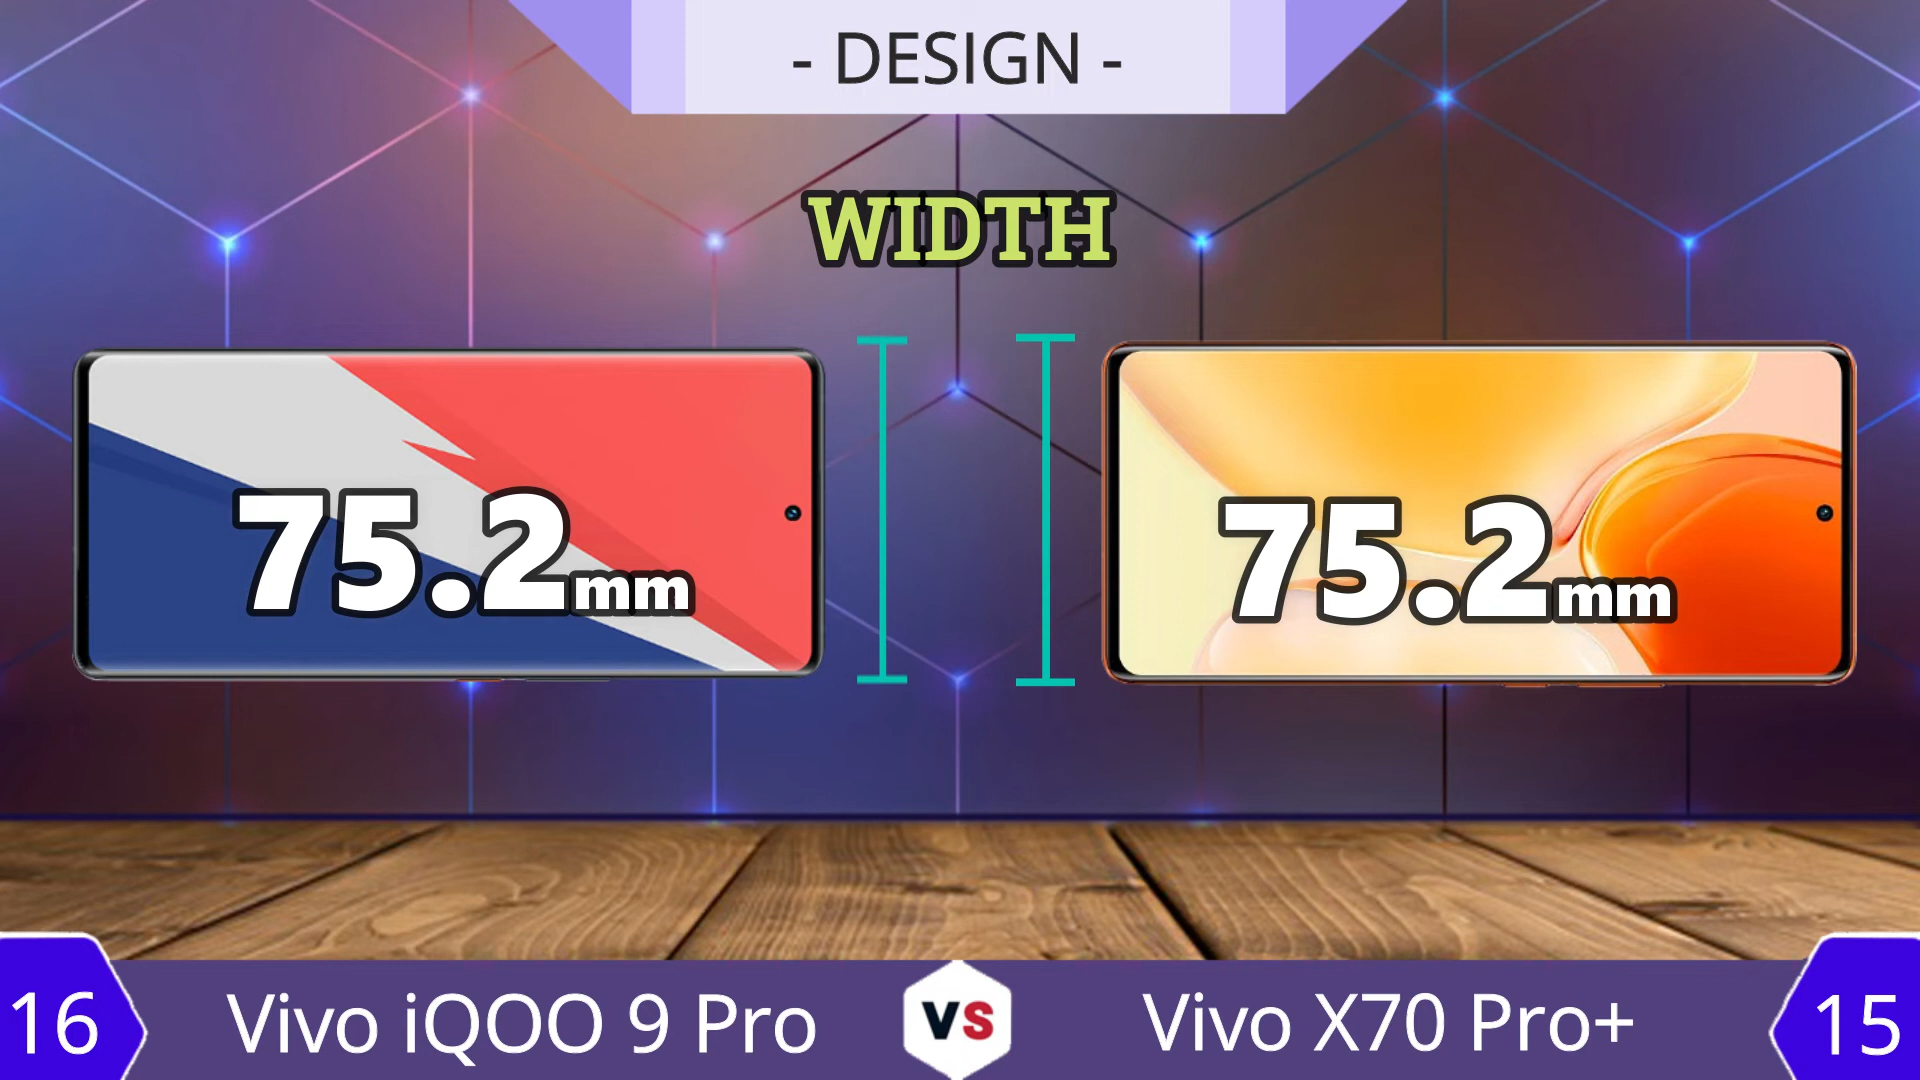 - DESIGN -
WIDTH
75.2mm
75.2mm
16
Vivo iQOO 9 Pro
VS
Vivo X70 Pro+
15